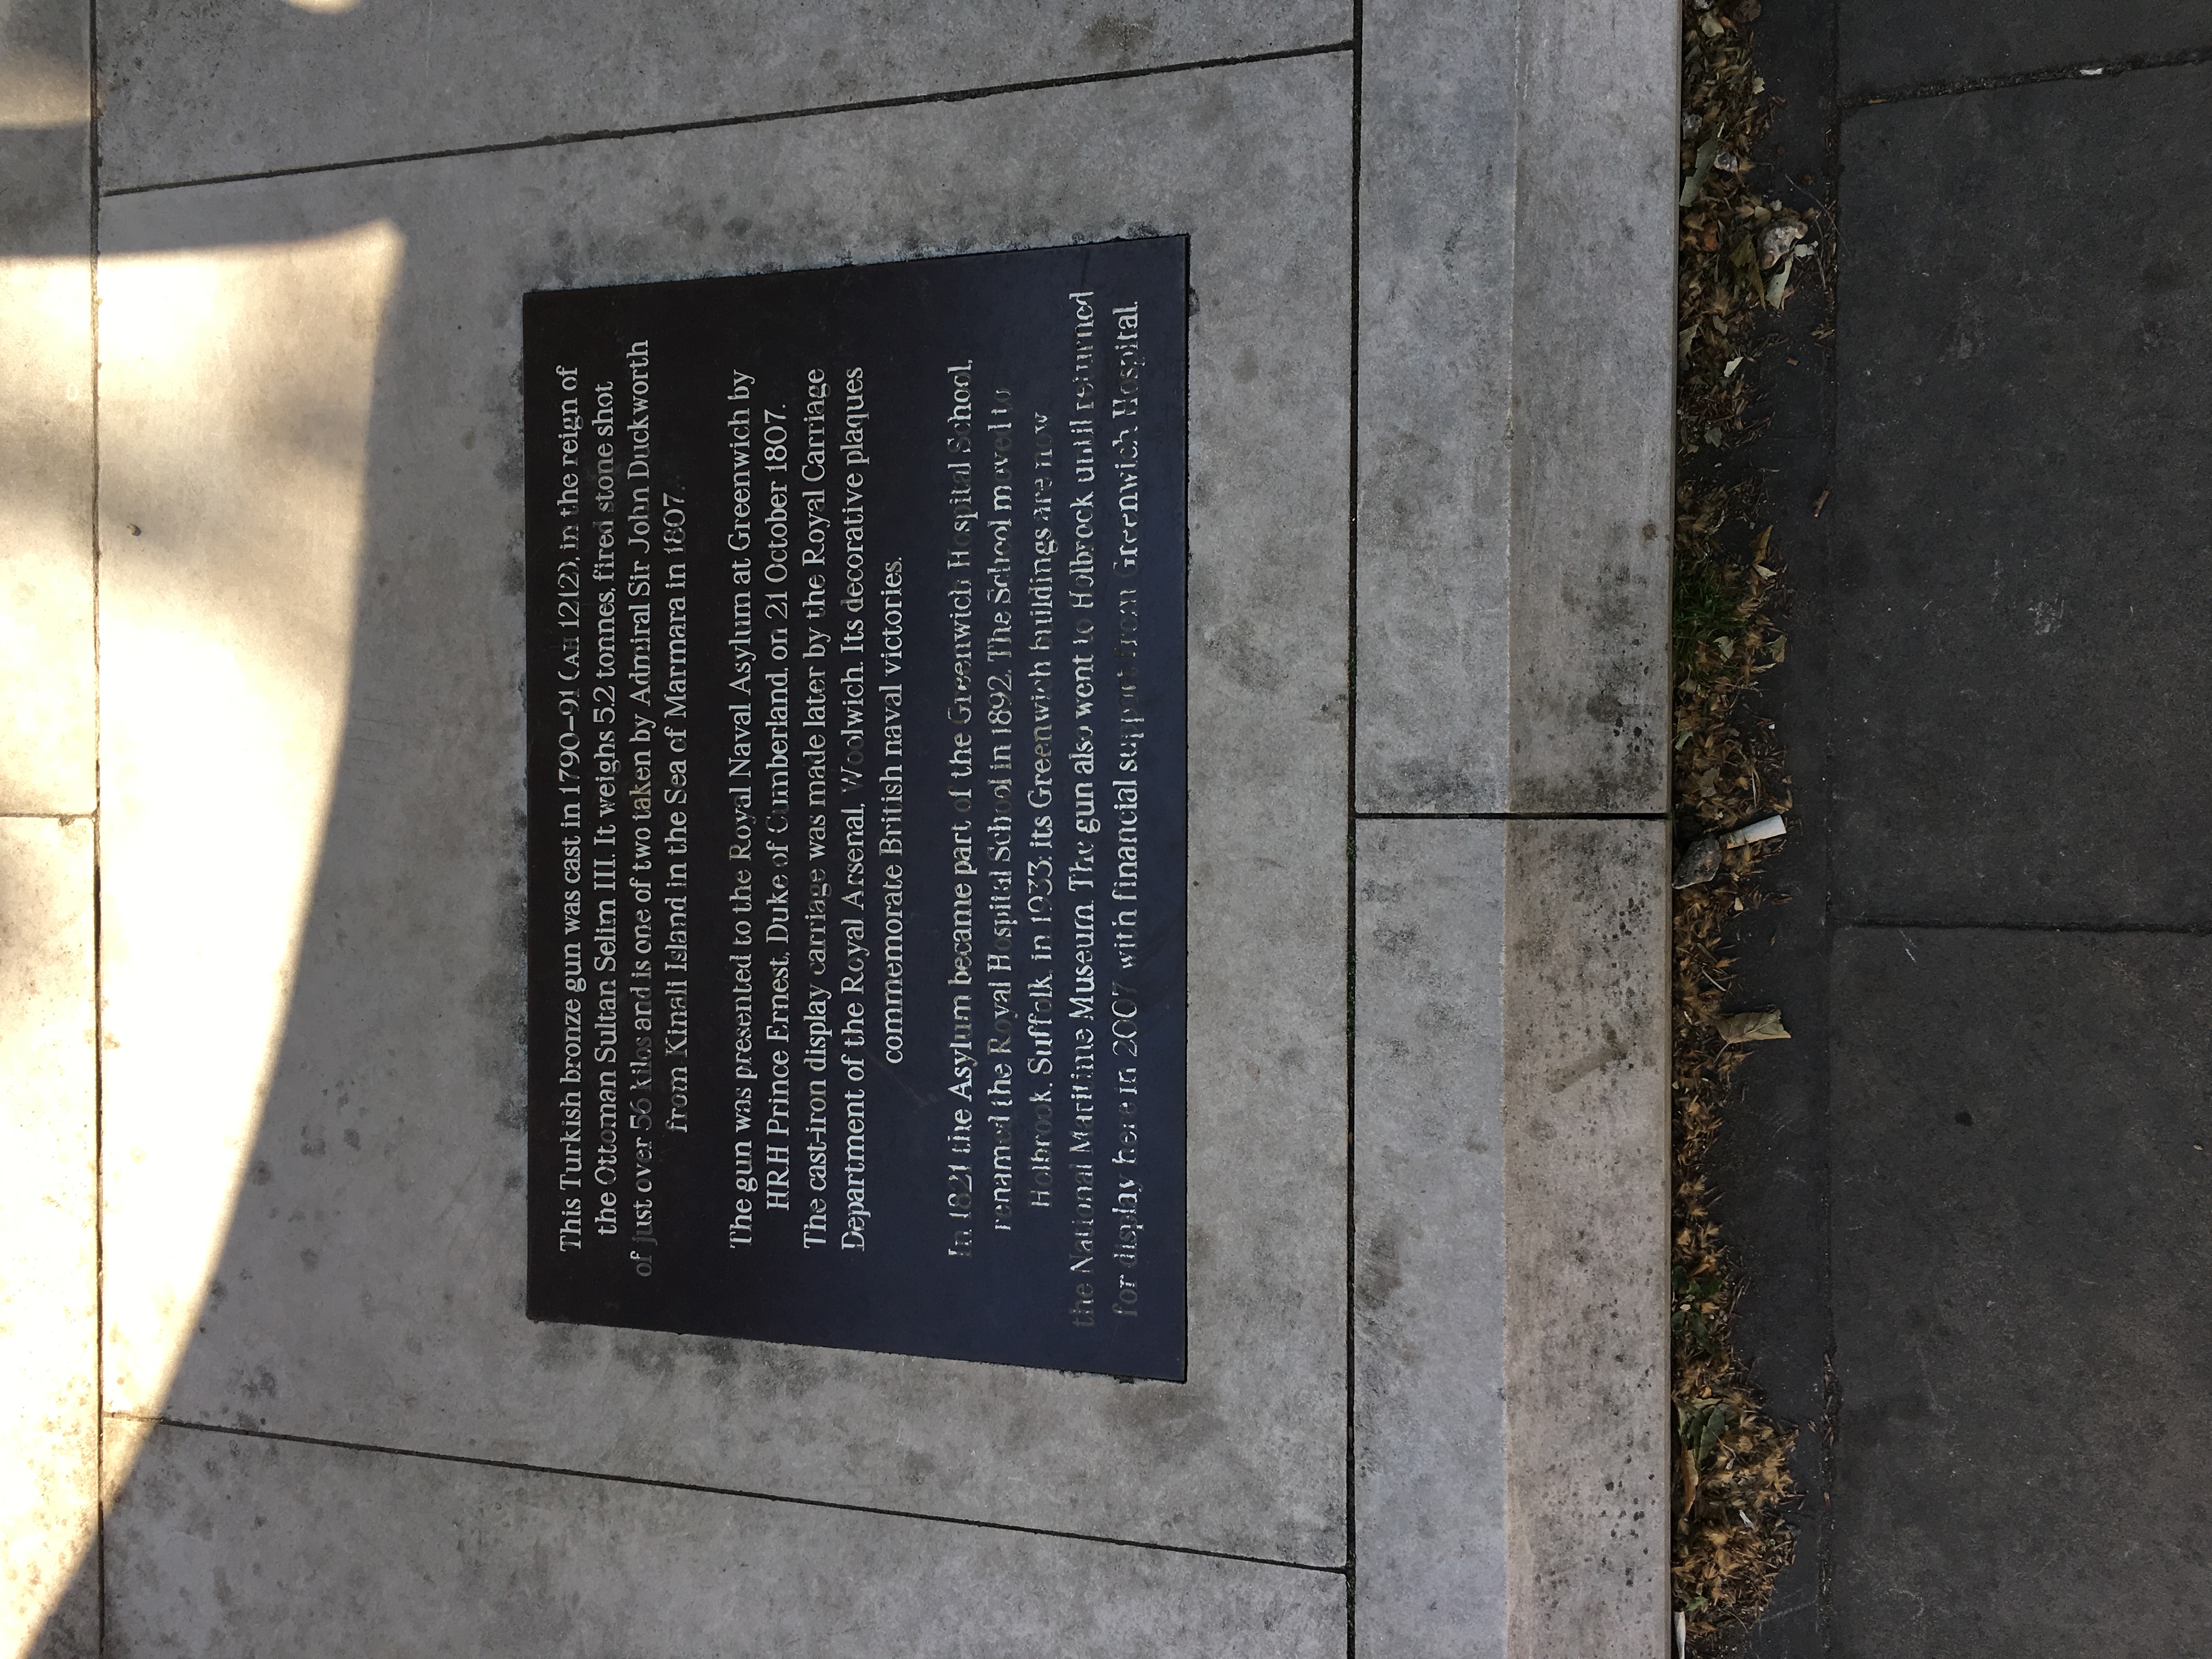 This Turkish bronze gun was cast in 1790–91 (AH 1212), in the reign of
the Ottoman Sultan Selim III. It weighs 5.2 tonnes, fired stone shot
of just over 56 kilos and is one of two taken by Admiral Sir John Duckworth
from Kinali Island in the Sea of Marmara in 1807.
The gun was presented to the Royal Naval Asylum at Greenwich by
HRH Prince Ernest, Duke of Cumberland, on 21 October 1807.
The cast-iron display carriage was made later by the Royal Carriage
Department of the Royal Arsenal, Woolwich. Its decorative plaques
commemorate British naval victories.
In 1821 the Asylum became part of the Greenwich Hospital School,
renamed the Royal Hospital School in 1892. The School moved to
Holbrook, Suffolk, in 1933; its Greenwich buildings are now
the National Maritime Museum. The gun also went to Holbrook until returned
for display here in 2007 with financial support from Greenwich Hospital.